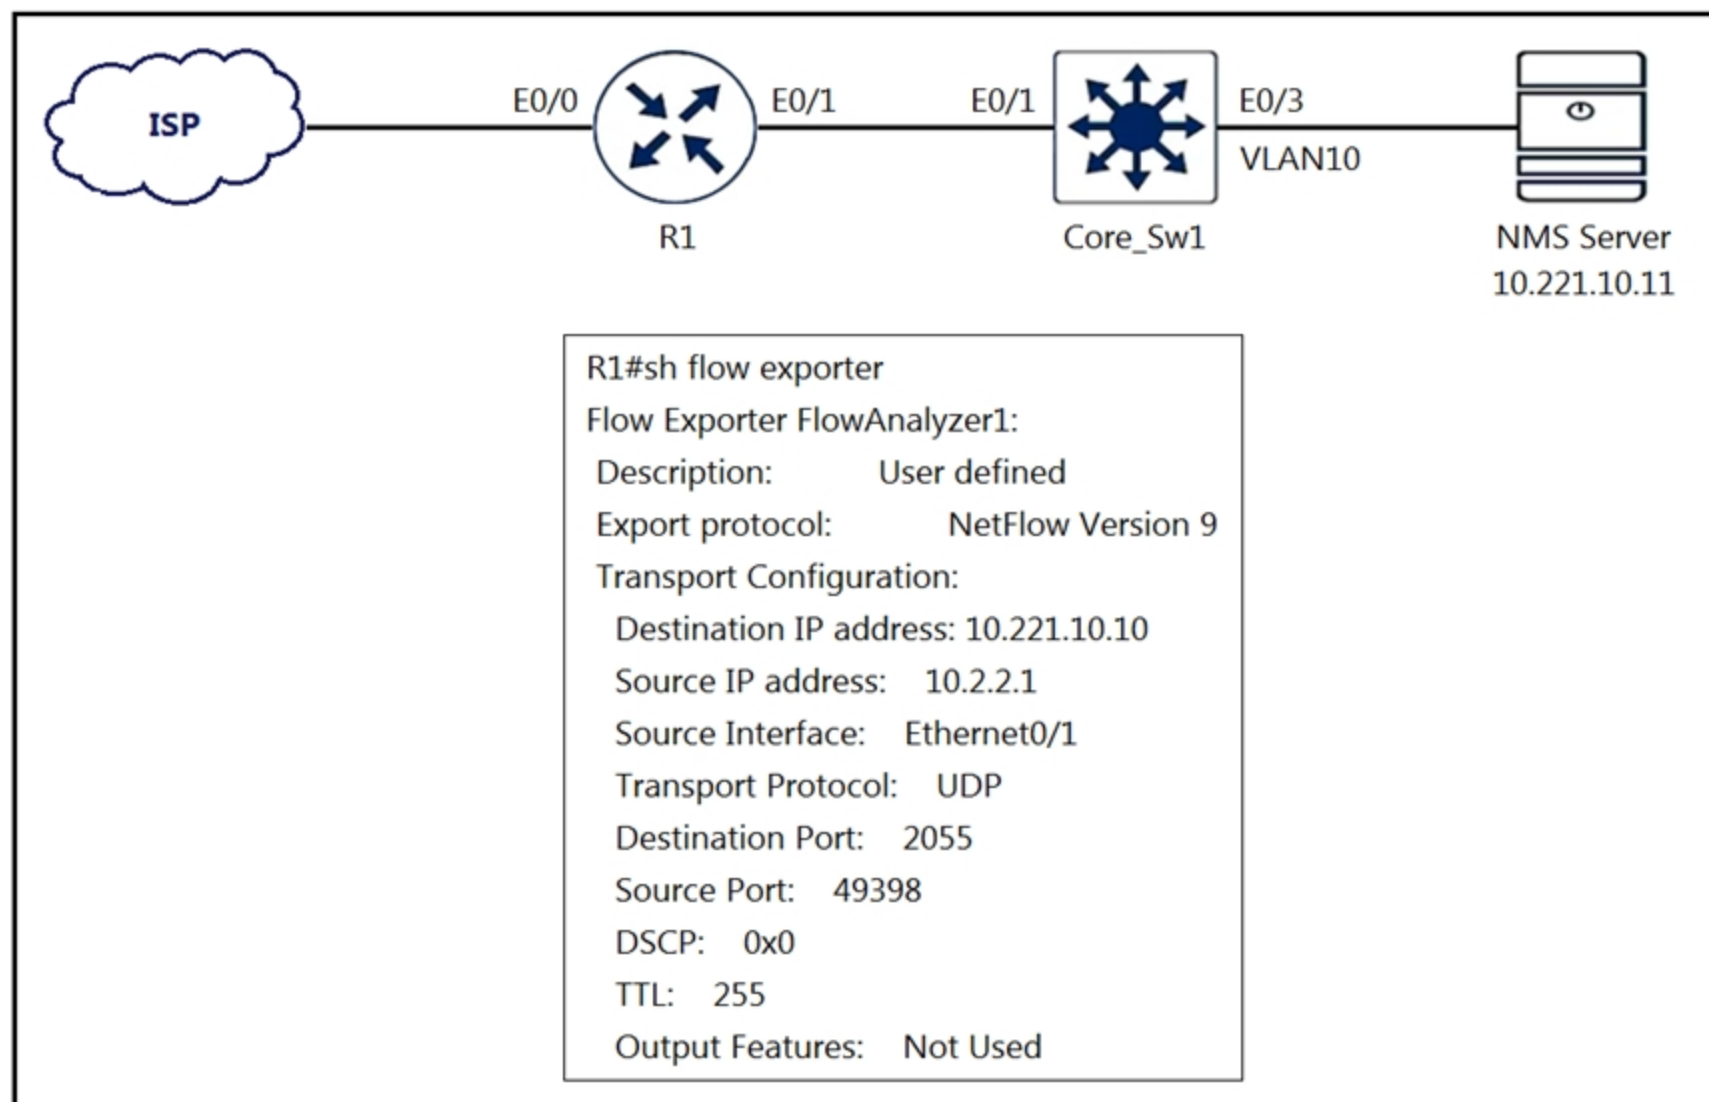 ISP
E0/0
E0/1
E0/1
E0/3
VLAN10
R1
Core_Sw1
NMS Server
10.221.10.11
R1#sh flow exporter
Flow Exporter FlowAnalyzer1:
Description: User defined
Export protocol: NetFlow Version 9
Transport Configuration:
Destination IP address: 10.221.10.10
Source IP address: 10.2.2.1
Source Interface: Ethernet0/1
Transport Protocol: UDP
Destination Port: 2055
Source Port: 49398
DSCP: 0x0
TTL: 255
Output Features: Not Used